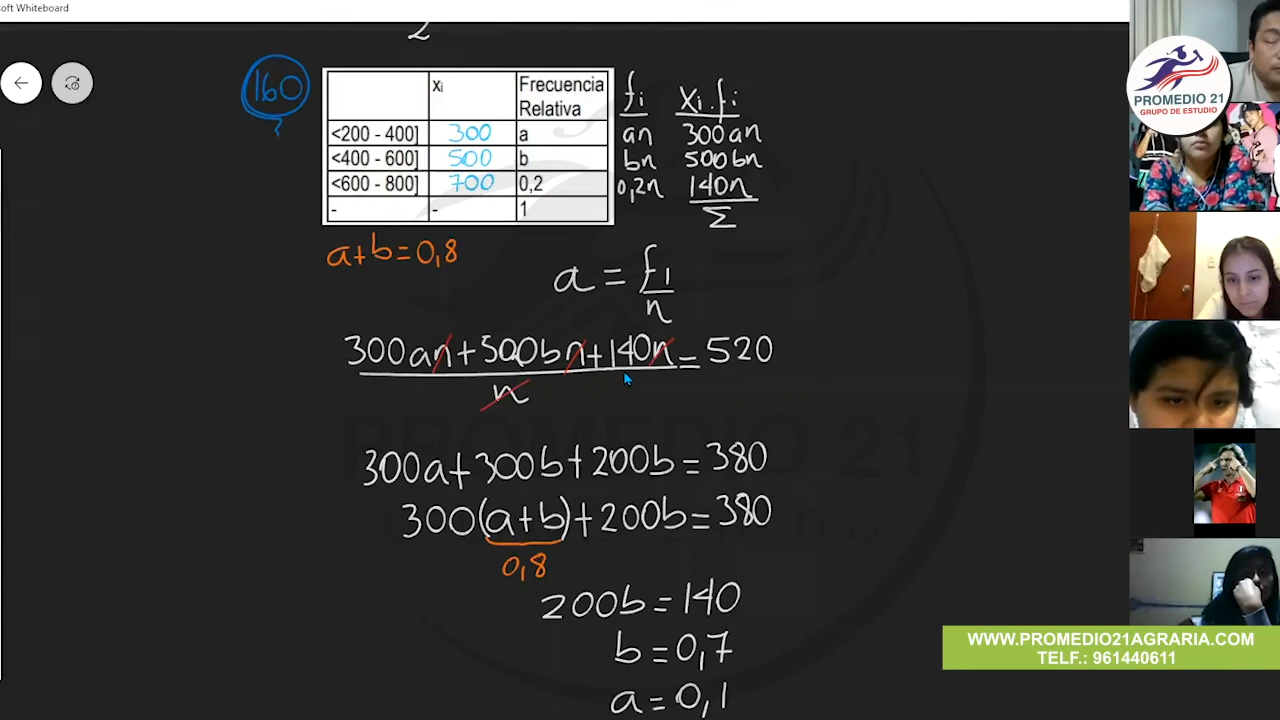 soft Whiteboard
2
160
xi Frecuencia Relativa fi Xi.fi
<200 - 400] 300 a an 300an
<400 - 600] 500 b bn 500bn
<600 - 800] 700 0,2 0,2n 140n
- - 1 Σ
a+b=0,8
a = f1/n
300an+500bn+140n = 520
n
300a+300b+200b=380
300(a+b)+200b=380
0,8
200b=140
b=0,7
a=0,1
PROMEDIO 21
GRUPO DE ESTUDIO
WWW.PROMEDIO21AGRARIA.COM
TELF.: 961440611
PROMEDIO 21